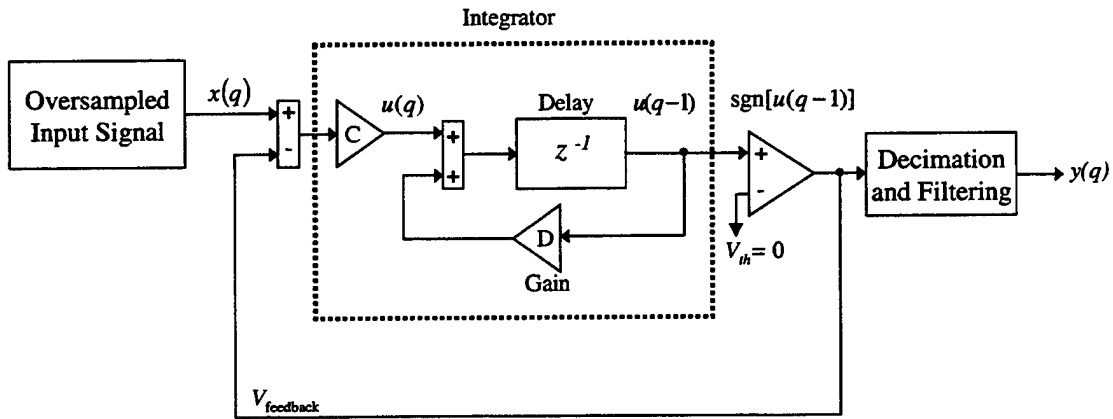 Integrator
Oversampled
Input Signal
x(q)
+
-
C
u(q)
+
+
Delay
z⁻¹
u(q-1)
D
Gain
sgn[u(q-1)]
+
-
V_th = 0
Decimation
and Filtering
y(q)
V_feedback